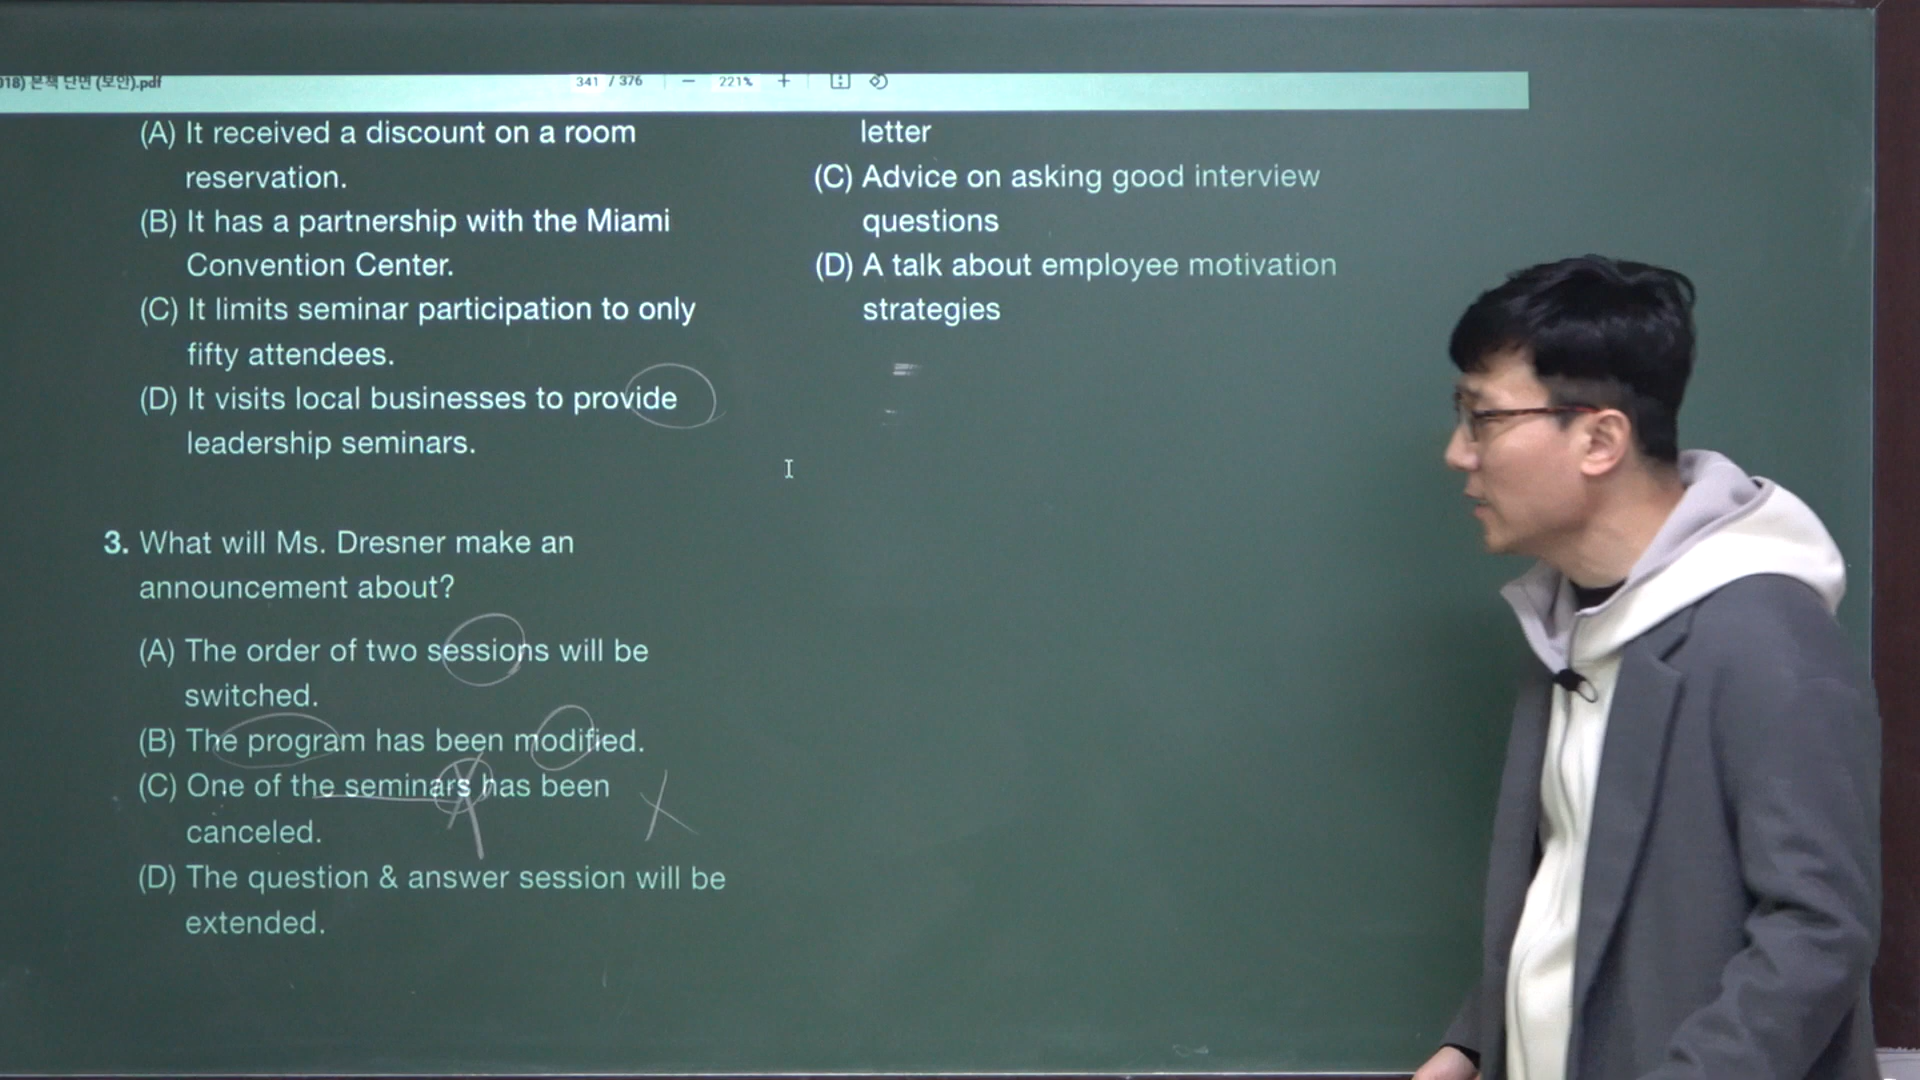 018) 본책 단면 (보안).pdf
341 / 376
221%
(A) It received a discount on a room
reservation.
(B) It has a partnership with the Miami
Convention Center.
(C) It limits seminar participation to only
fifty attendees.
(D) It visits local businesses to provide
leadership seminars.
3. What will Ms. Dresner make an
announcement about?
(A) The order of two sessions will be
switched.
(B) The program has been modified.
(C) One of the seminars has been
canceled.
(D) The question & answer session will be
extended.
letter
(C) Advice on asking good interview
questions
(D) A talk about employee motivation
strategies